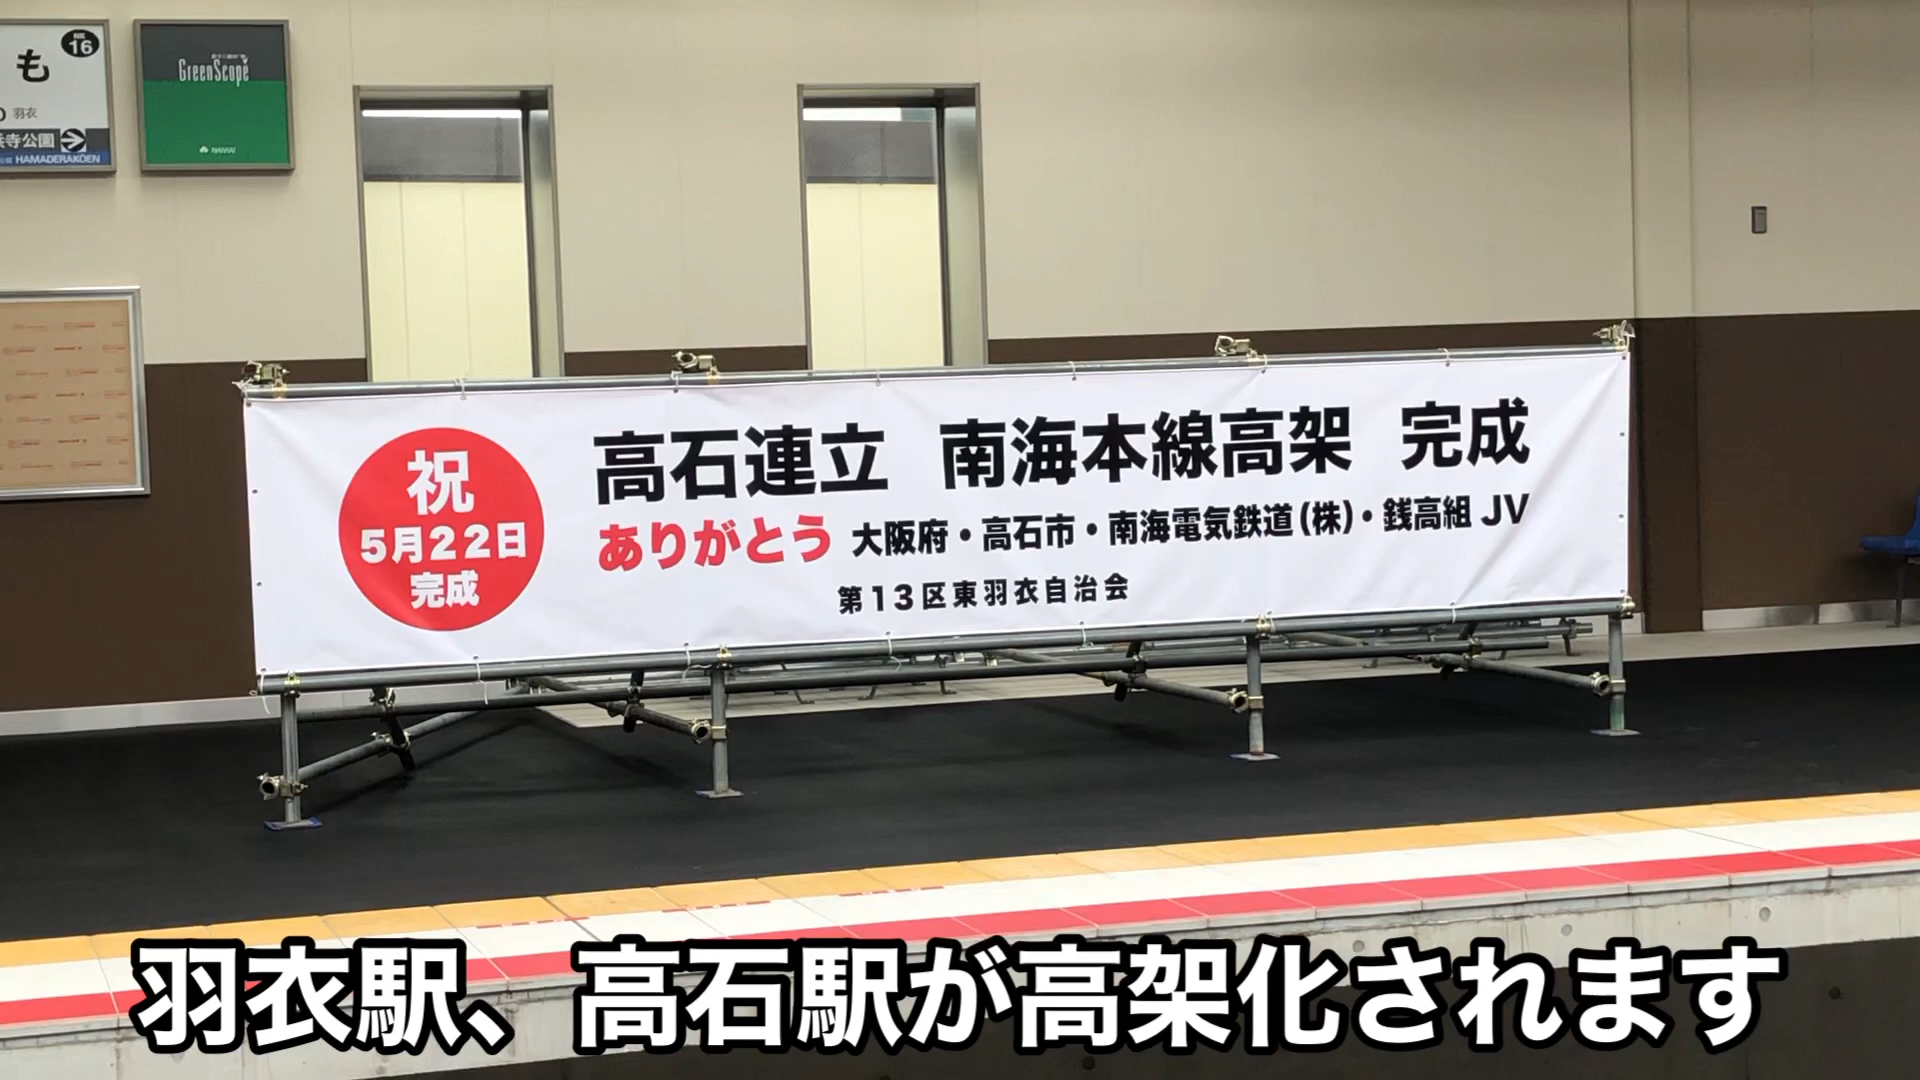 も
16
羽衣
浜寺公園
HAMADERAKOEN
GreenScope
NANKAI
祝
5月22日
完成
高石連立 南海本線高架 完成
ありがとう 大阪府・高石市・南海電気鉄道(株)・銭高組 JV
第13区東羽衣自治会
羽衣駅、高石駅が高架化されます